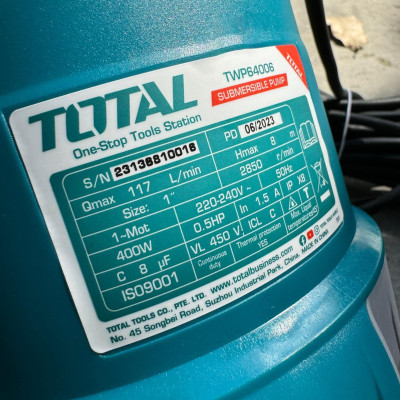 TOTAL
One-Stop Tools Station
TWP64006
SUBMERSIBLE PUMP
S/N 23136810016
PD 06/2023
Qmax 117 L/min
Hmax 8 m
Size: 1"
2850 r/min
1~Mot
220-240V~
50Hz
IP X8
400W
0.5HP
In 1.5 A
Max. Liquid temperature
C 8 µF
VL 450 V.
ICL C
ISO9001
Continuous duty
Thermal protection YES
www.totalbusiness.com
MADE IN CHINA
TOTAL TOOLS CO., PTE. LTD.
No. 45 Songbei Road, Suzhou Industrial Park, China.